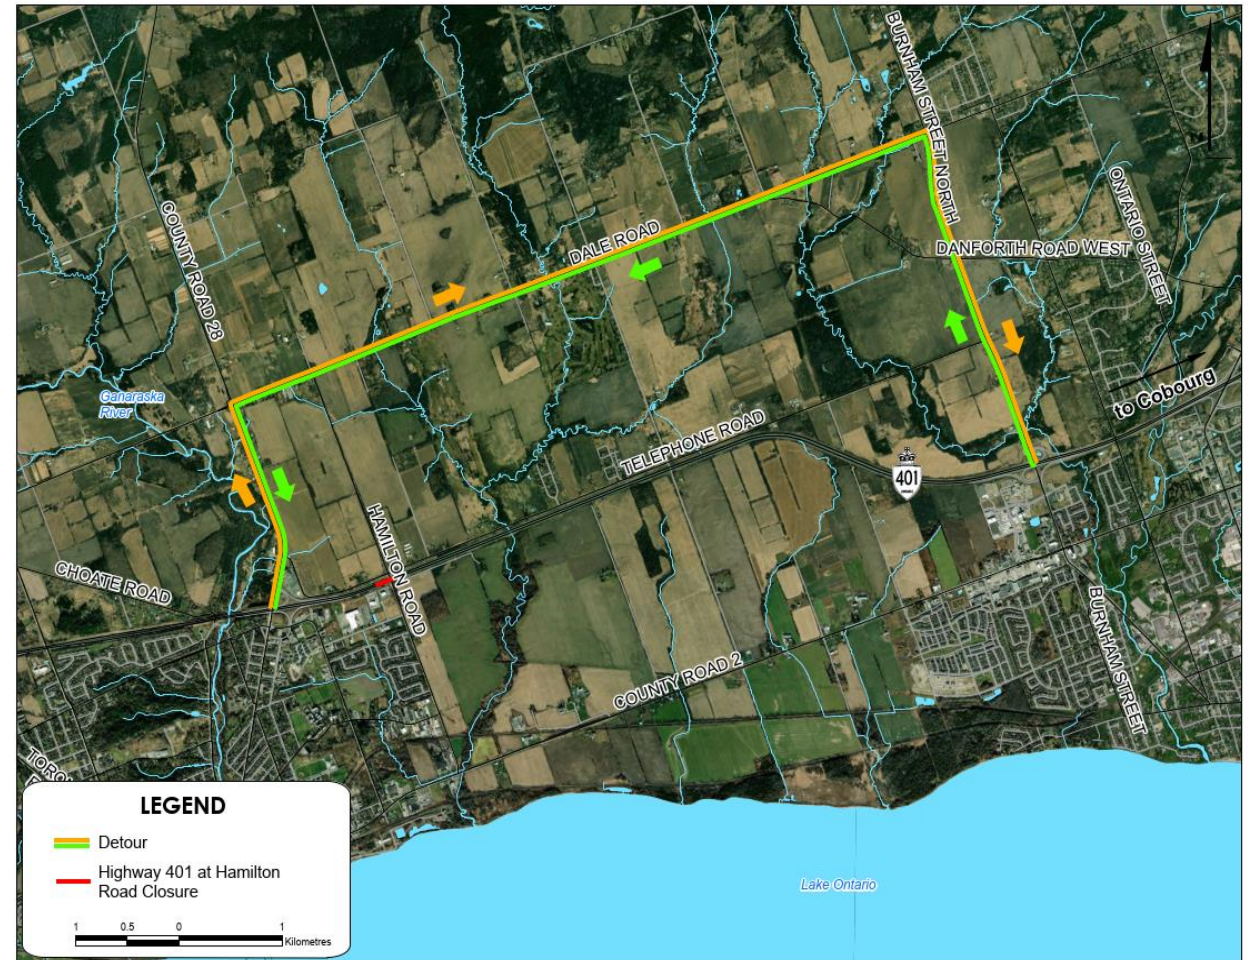 BURNHAM STREET NORTH
ONTARIO STREET
COUNTY ROAD 28
DALE ROAD
DANFORTH ROAD WEST
to Cobourg
Ganaraska
River
TELEPHONE ROAD
401
HAMILTON ROAD
CHOATE ROAD
BURNHAM STREET
COUNTY ROAD 2
LEGEND
Detour
Highway 401 at Hamilton
Road Closure
1 0.5 0 1
Kilometres
Lake Ontario